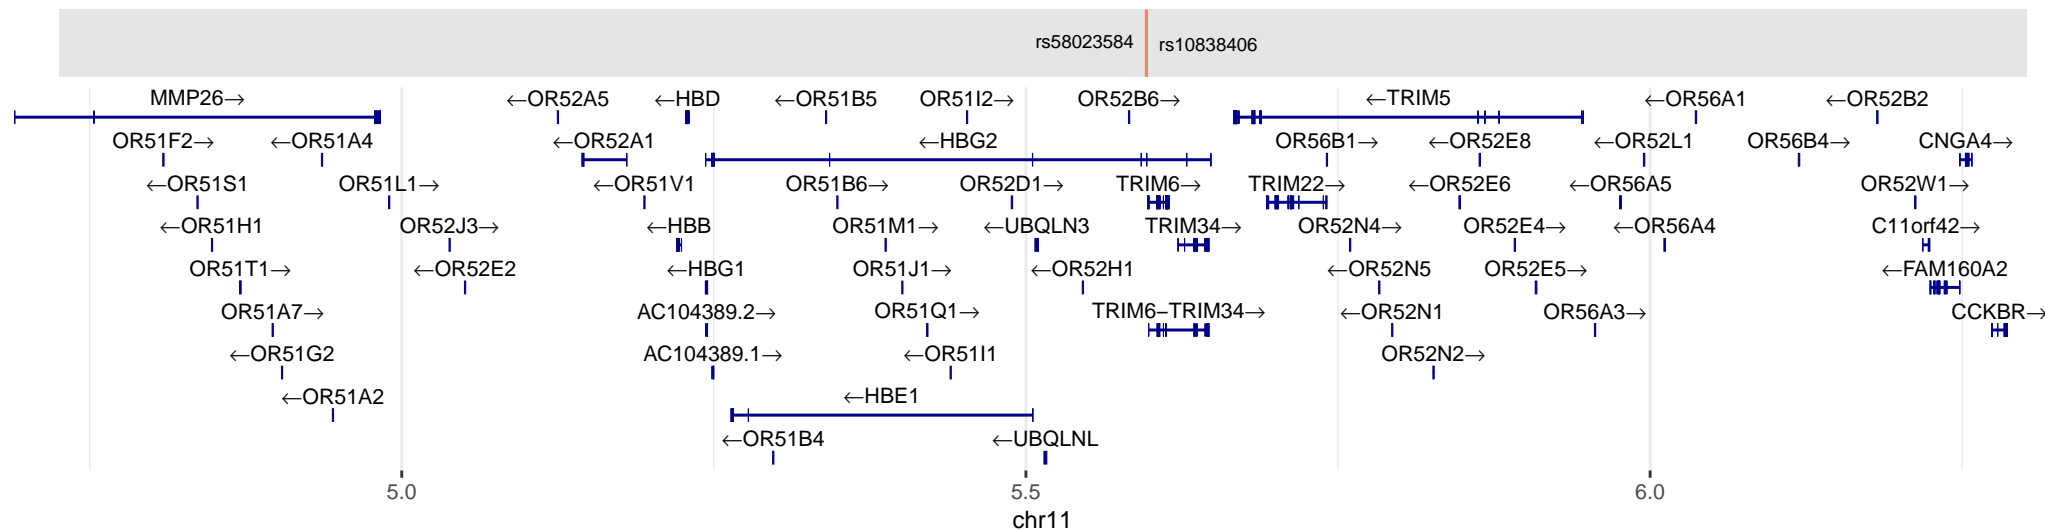 rs58023584 rs10838406
MMP26→ ←OR52A5 ←HBD ←OR51B5 OR51I2→ OR52B6→ ←TRIM5 ←OR56A1 ←OR52B2
OR51F2→ ←OR51A4 ←OR52A1 ←HBG2 OR56B1→ ←OR52E8 ←OR52L1 OR56B4→ CNGA4→
←OR51S1 OR51L1→ ←OR51V1 OR51B6→ OR52D1→ TRIM6→ TRIM22→ ←OR52E6 ←OR56A5 OR52W1→
←OR51H1 OR52J3→ ←HBB OR51M1→ ←UBQLN3 TRIM34→ OR52N4→ OR52E4→ ←OR56A4 C11orf42→
OR51T1→ ←OR52E2 ←HBG1 OR51J1→ ←OR52H1 ←OR52N5 OR52E5→ ←FAM160A2
OR51A7→ AC104389.2→ OR51Q1→ TRIM6−TRIM34→ ←OR52N1 OR56A3→ CCKBR→
←OR51G2 AC104389.1→ ←OR51I1 OR52N2→
←OR51A2 ←HBE1
←OR51B4 ←UBQLNL
5.0 5.5 6.0
chr11